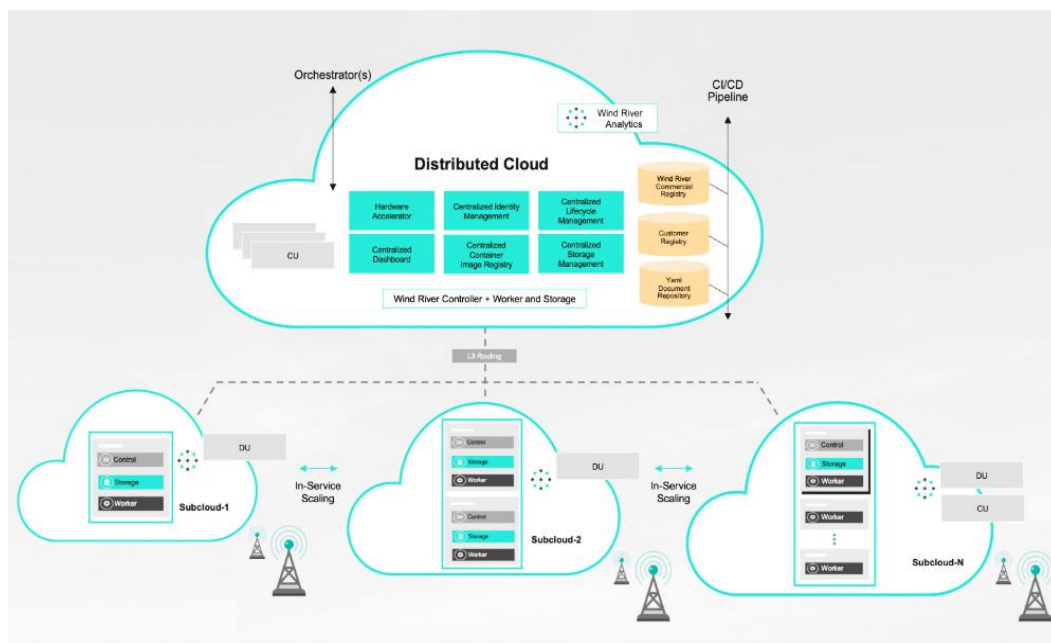 Orchestrator(s)
CI/CD
Pipeline
Wind River
Analytics
Distributed Cloud
Wind River
Commercial
Registry
Hardware
Accelerator
Centralized Identity
Management
Centralized
Lifecycle
Management
Customer
Registry
CU
Centralized
Dashboard
Centralized
Container
Image Registry
Centralized
Storage
Management
Yaml
Document
Repository
Wind River Controller + Worker and Storage
L3 Routing
Control
Storage
Worker
Subcloud-1
DU
In-Service
Scaling
Control
Storage
Worker
Control
Storage
Worker
Subcloud-2
DU
In-Service
Scaling
Control
Storage
Worker
Worker
Worker
DU
CU
Subcloud-N